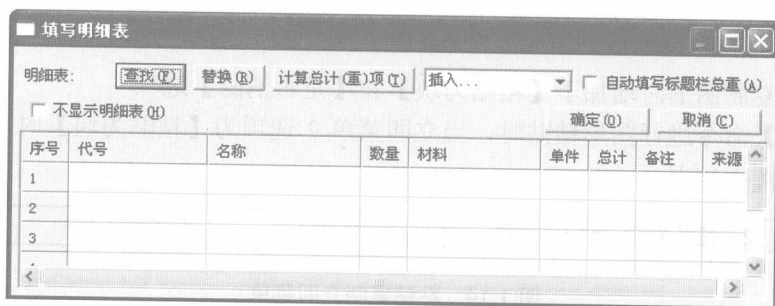 填写明细表
明细表: 查找(F) 替换(R) 计算总计(重)项(T) 插入... 自动填写标题栏总重(A)
不显示明细表(H) 确定(O) 取消(C)
序号 代号 名称 数量 材料 单件 总计 备注 来源
1
2
3